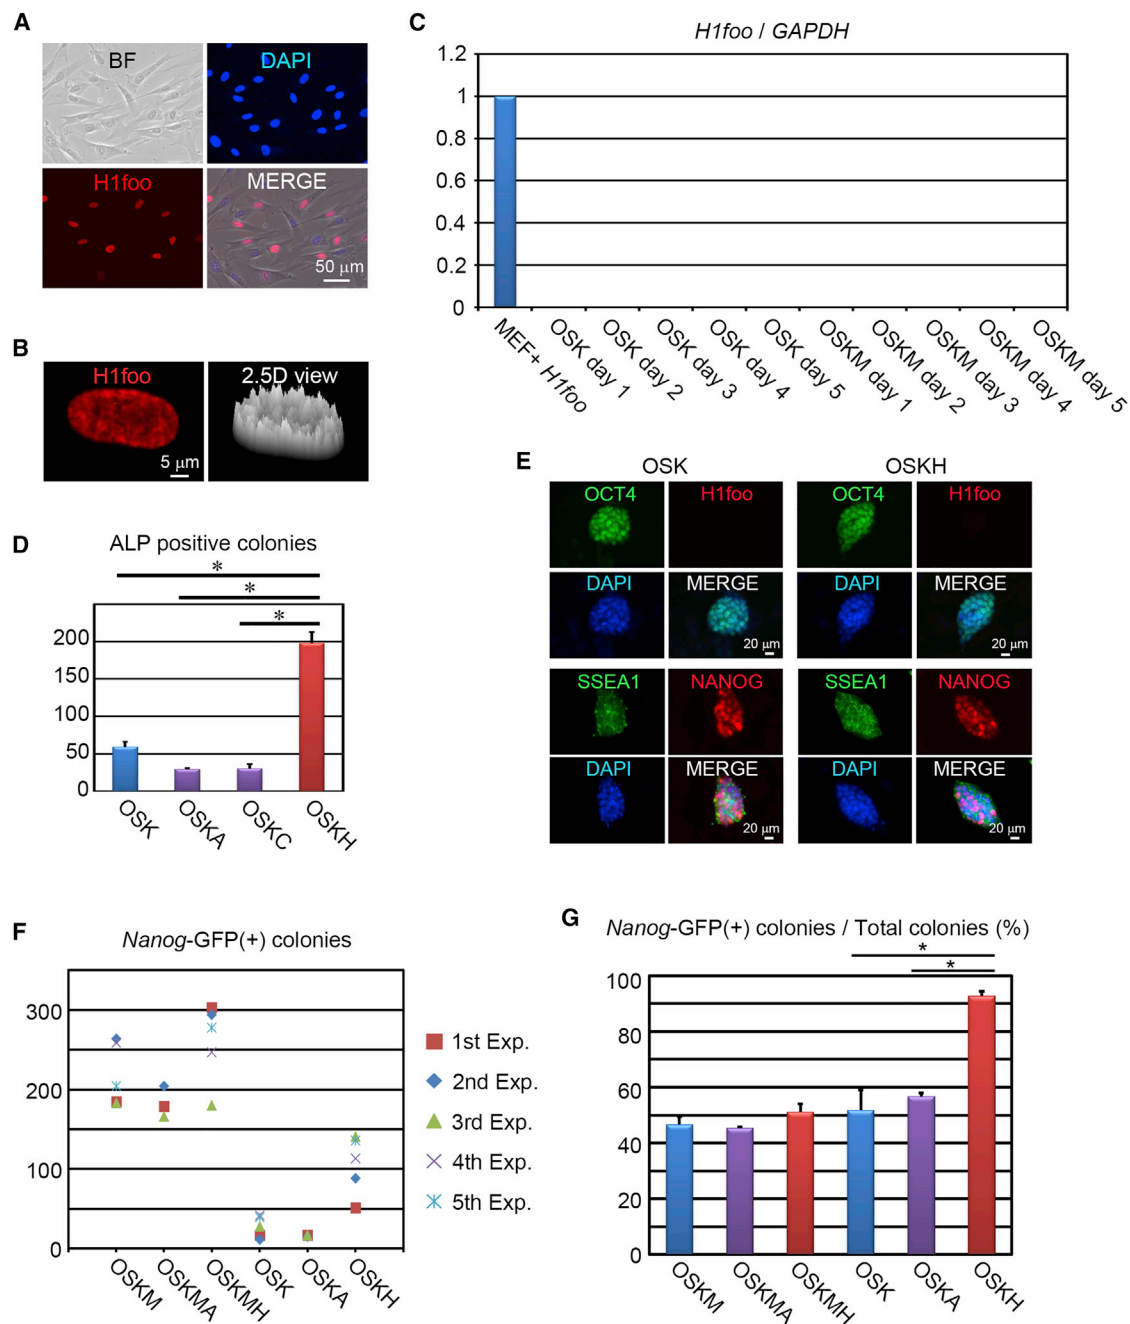 A
BF
DAPI
H1foo
MERGE
50 μm
B
H1foo
2.5D view
5 μm
C
H1foo / GAPDH
1.2
1
0.8
0.6
0.4
0.2
0
MEF+ H1foo
OSK day 1
OSK day 2
OSK day 3
OSK day 4
OSK day 5
OSKM day 1
OSKM day 2
OSKM day 3
OSKM day 4
OSKM day 5
D
ALP positive colonies
*
*
*
200
150
100
50
0
OSK
OSKA
OSKC
OSKH
E
OSK
OSKH
OCT4
H1foo
OCT4
H1foo
DAPI
MERGE
20 μm
DAPI
MERGE
20 μm
SSEA1
NANOG
SSEA1
NANOG
DAPI
MERGE
20 μm
DAPI
MERGE
20 μm
F
Nanog-GFP(+) colonies
300
200
100
0
OSKM
OSKMA
OSKMH
OSK
OSKA
OSKH
1st Exp.
2nd Exp.
3rd Exp.
4th Exp.
5th Exp.
G
Nanog-GFP(+) colonies / Total colonies (%)
*
*
100
80
60
40
20
0
OSKM
OSKMA
OSKMH
OSK
OSKA
OSKH